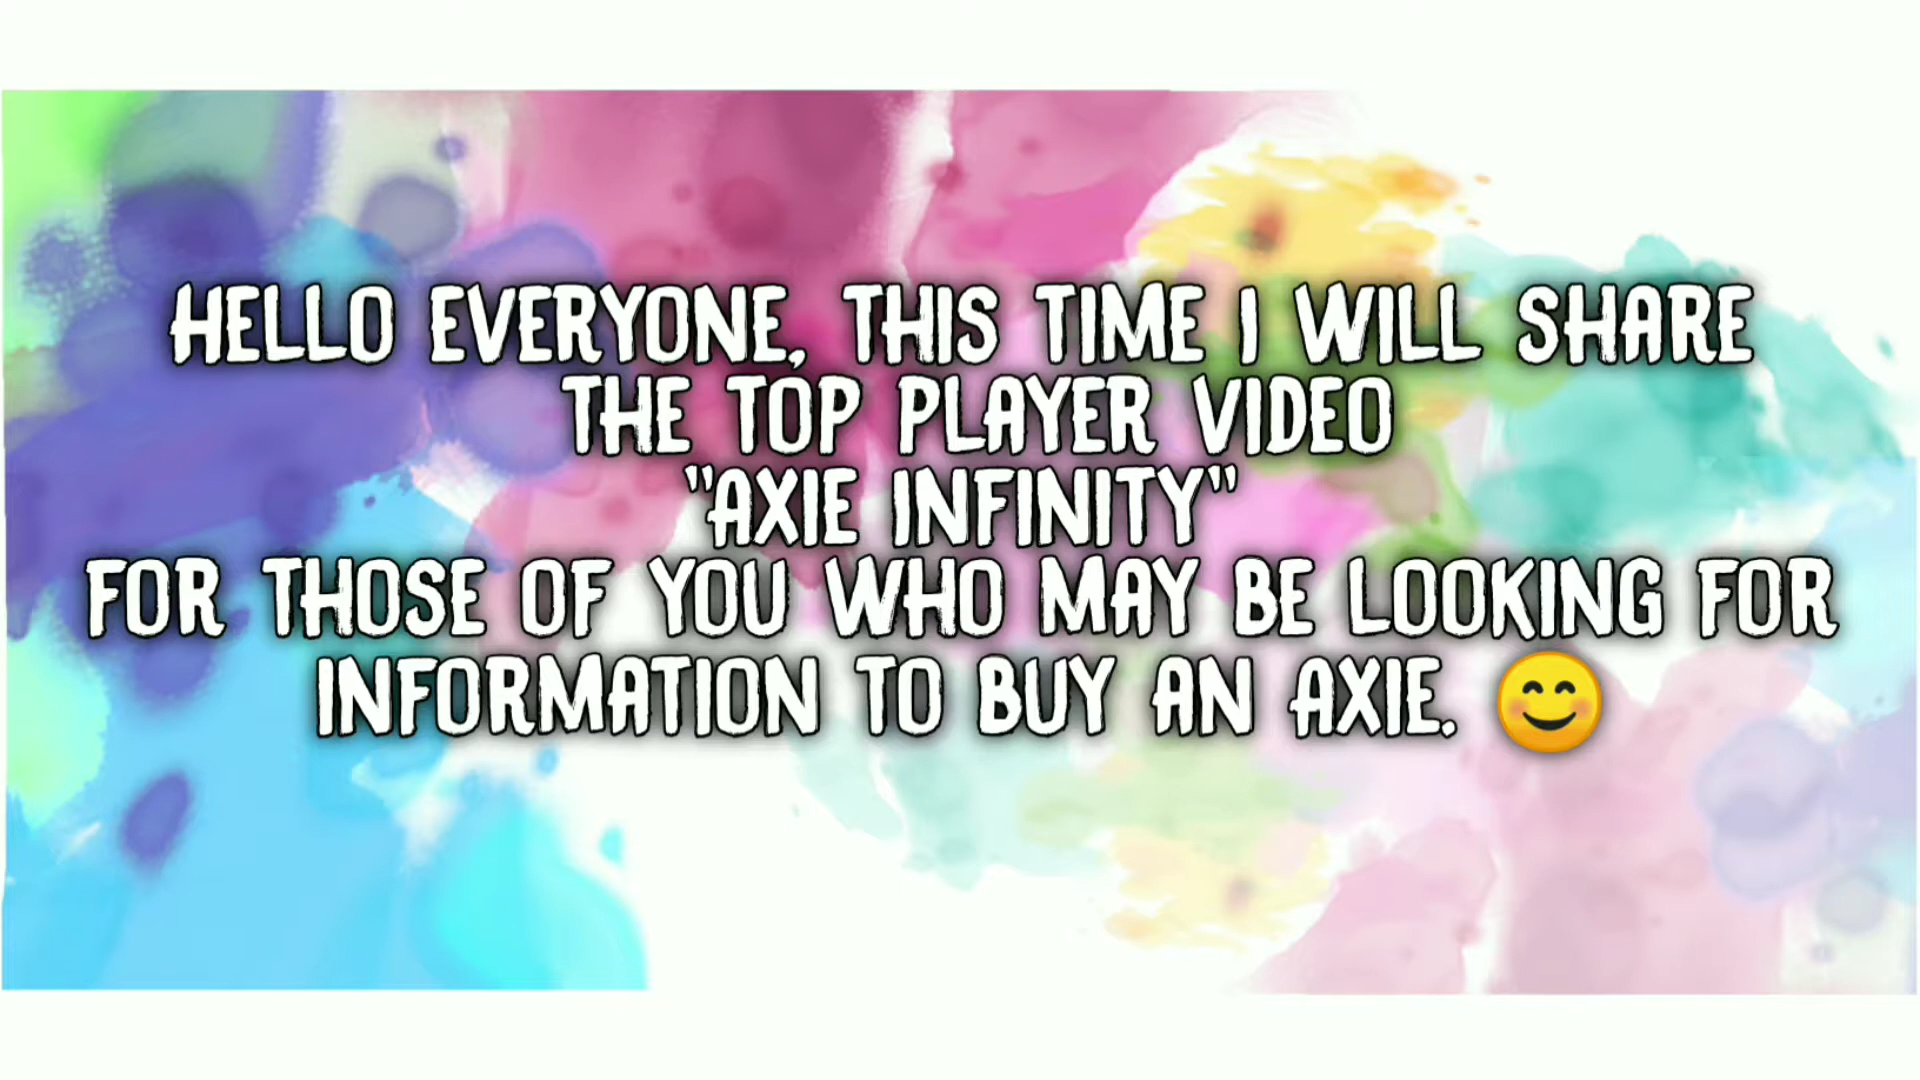 HELLO EVERYONE, THIS TIME I WILL SHARE
THE TOP PLAYER VIDEO
"AXIE INFINITY"
FOR THOSE OF YOU WHO MAY BE LOOKING FOR
INFORMATION TO BUY AN AXIE. 😊